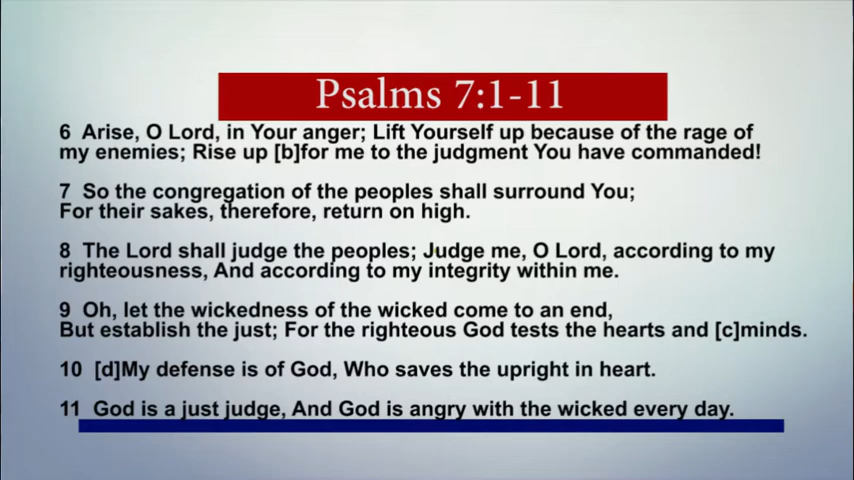 Psalms 7:1-11
6 Arise, O Lord, in Your anger; Lift Yourself up because of the rage of
my enemies; Rise up [b]for me to the judgment You have commanded!
7 So the congregation of the peoples shall surround You;
For their sakes, therefore, return on high.
8 The Lord shall judge the peoples; Judge me, O Lord, according to my
righteousness, And according to my integrity within me.
9 Oh, let the wickedness of the wicked come to an end,
But establish the just; For the righteous God tests the hearts and [c]minds.
10 [d]My defense is of God, Who saves the upright in heart.
11 God is a just judge, And God is angry with the wicked every day.